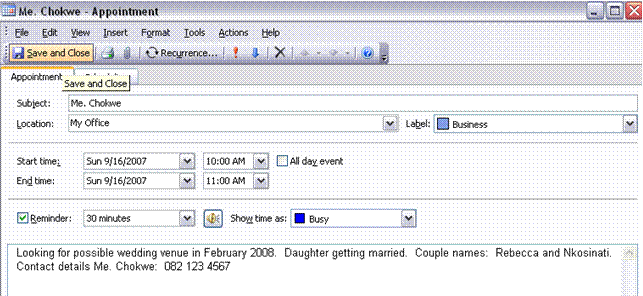 Me. Chokwe - Appointment
File Edit View Insert Format Tools Actions Help
Save and Close Recurrence...
Appointment
Save and Close
Subject: Me. Chokwe
Location: My Office Label: Business
Start time: Sun 9/16/2007 10:00 AM All day event
End time: Sun 9/16/2007 11:00 AM
Reminder: 30 minutes Show time as: Busy
Looking for possible wedding venue in February 2008. Daughter getting married. Couple names: Rebecca and Nkosinati.
Contact details Me. Chokwe: 082 123 4567